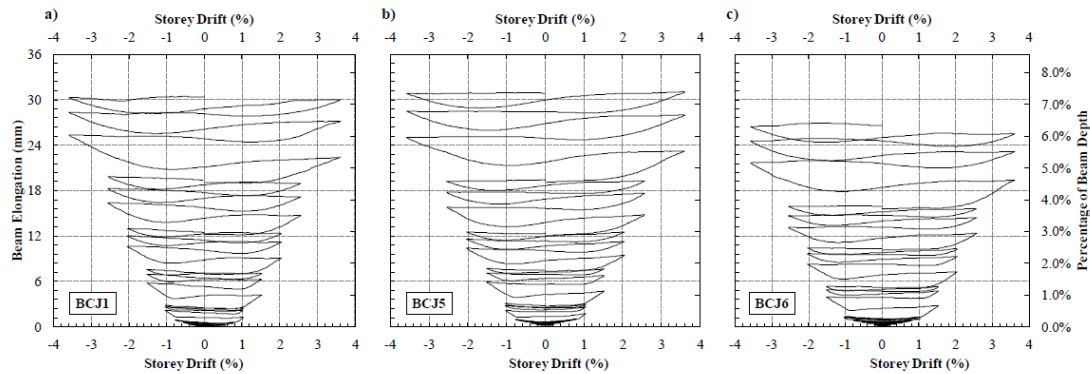 a) Storey Drift (%) b) Storey Drift (%) c) Storey Drift (%)
-4 -3 -2 -1 0 1 2 3 4 -4 -3 -2 -1 0 1 2 3 4 -4 -3 -2 -1 0 1 2 3 4
36
8.0%
30
7.0%
6.0%
24
5.0%
18
4.0%
12
3.0%
2.0%
6
1.0%
0
0.0%
Beam Elongation (mm)
Percentage of Beam Depth
BCJ1 BCJ5 BCJ6
-4 -3 -2 -1 0 1 2 3 4 -4 -3 -2 -1 0 1 2 3 4 -4 -3 -2 -1 0 1 2 3 4
Storey Drift (%) Storey Drift (%) Storey Drift (%)